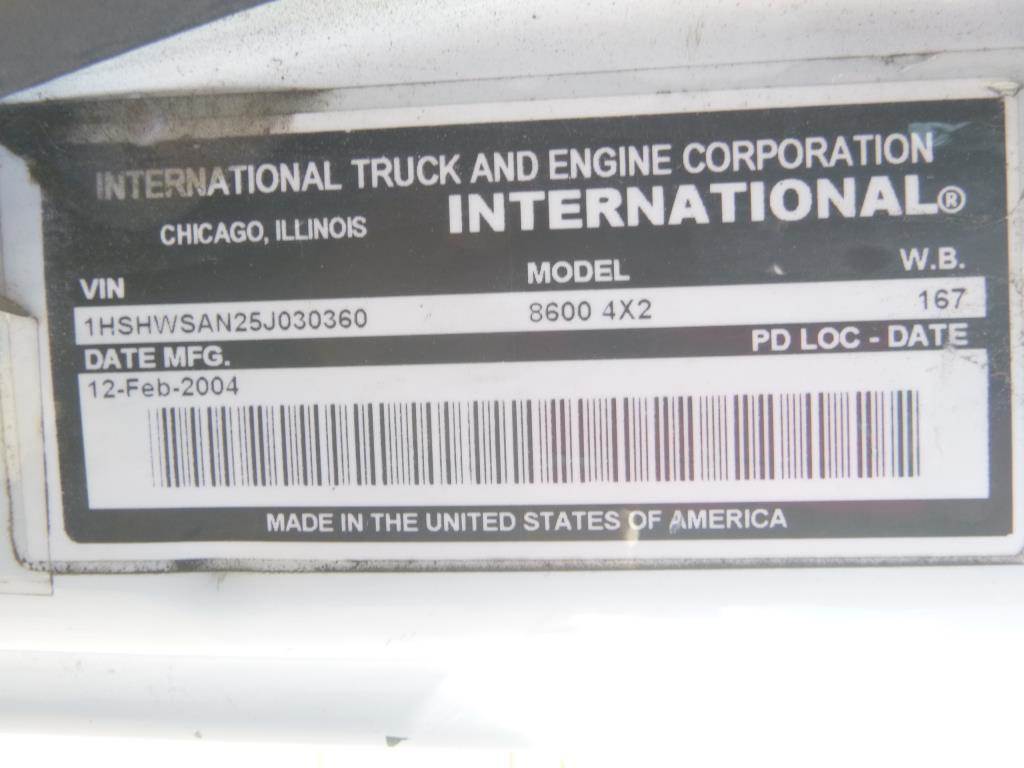 INTERNATIONAL TRUCK AND ENGINE CORPORATION
CHICAGO, ILLINOIS INTERNATIONAL®
VIN MODEL W.B.
1HSHWSAN25J030360 8600 4X2 167
DATE MFG. PD LOC - DATE
12-Feb-2004
MADE IN THE UNITED STATES OF AMERICA